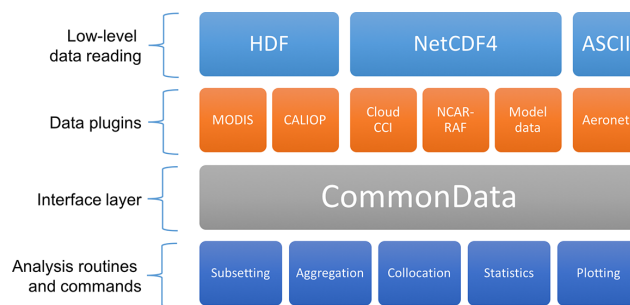 Low-level
data reading
HDF
NetCDF4
ASCII
Data plugins
MODIS
CALIOP
Cloud
CCI
NCAR-
RAF
Model
data
Aeronet
Interface layer
CommonData
Analysis routines
and commands
Subsetting
Aggregation
Collocation
Statistics
Plotting